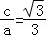 c/a = √3/3